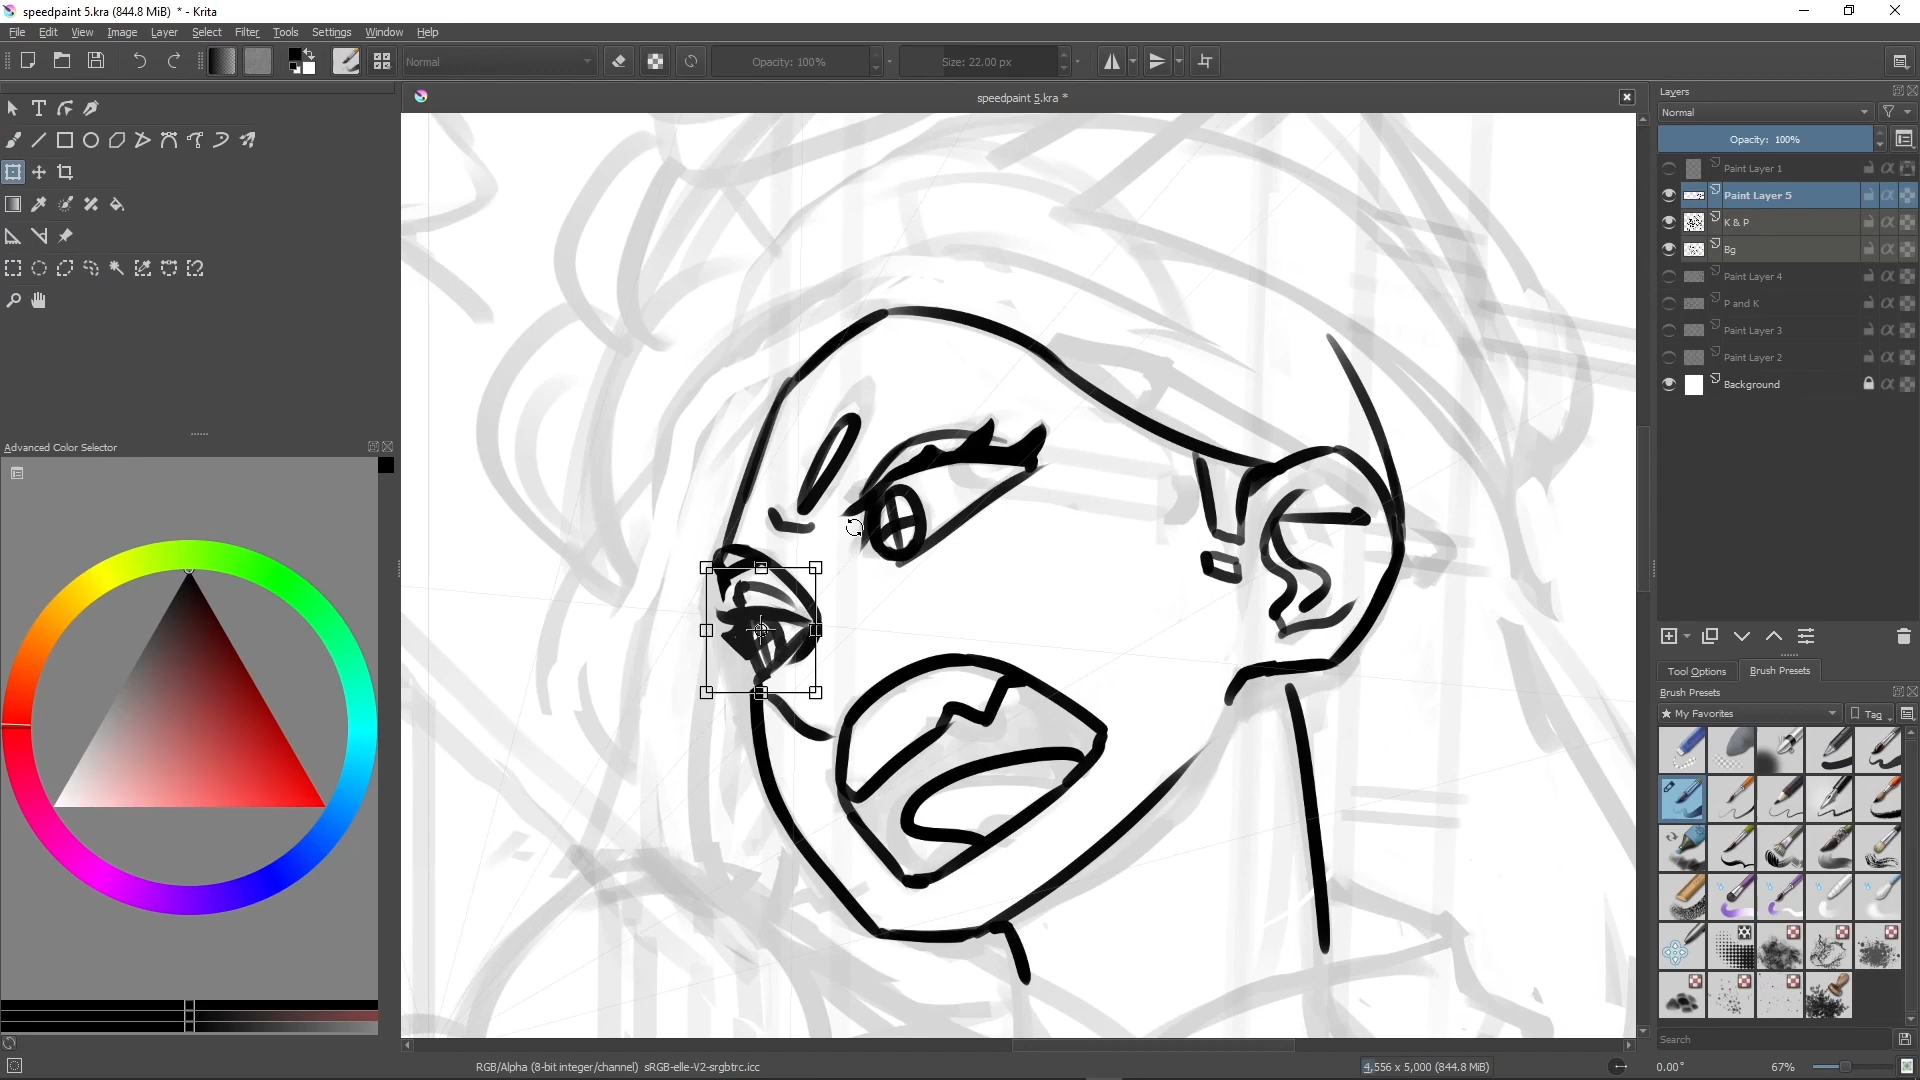 speedpaint 5.kra (844.8 MiB)  * - Krita
File Edit View Image Layer Select Filter Tools Settings Window Help
Normal Opacity: 100% Size: 22.00 px
speedpaint 5.kra *
Layers
Normal
Opacity: 100%
Paint Layer 1
Paint Layer 5
K & P
Bg
Paint Layer 4
P and K
Paint Layer 3
Paint Layer 2
Background
Advanced Color Selector
Tool Options Brush Presets
Brush Presets
★ My Favorites Tag
Search
RGB/Alpha (8-bit integer/channel)  sRGB-elle-V2-srgbtrc.icc 4,556 x 5,000 (844.8 MiB) 0.00° 67%